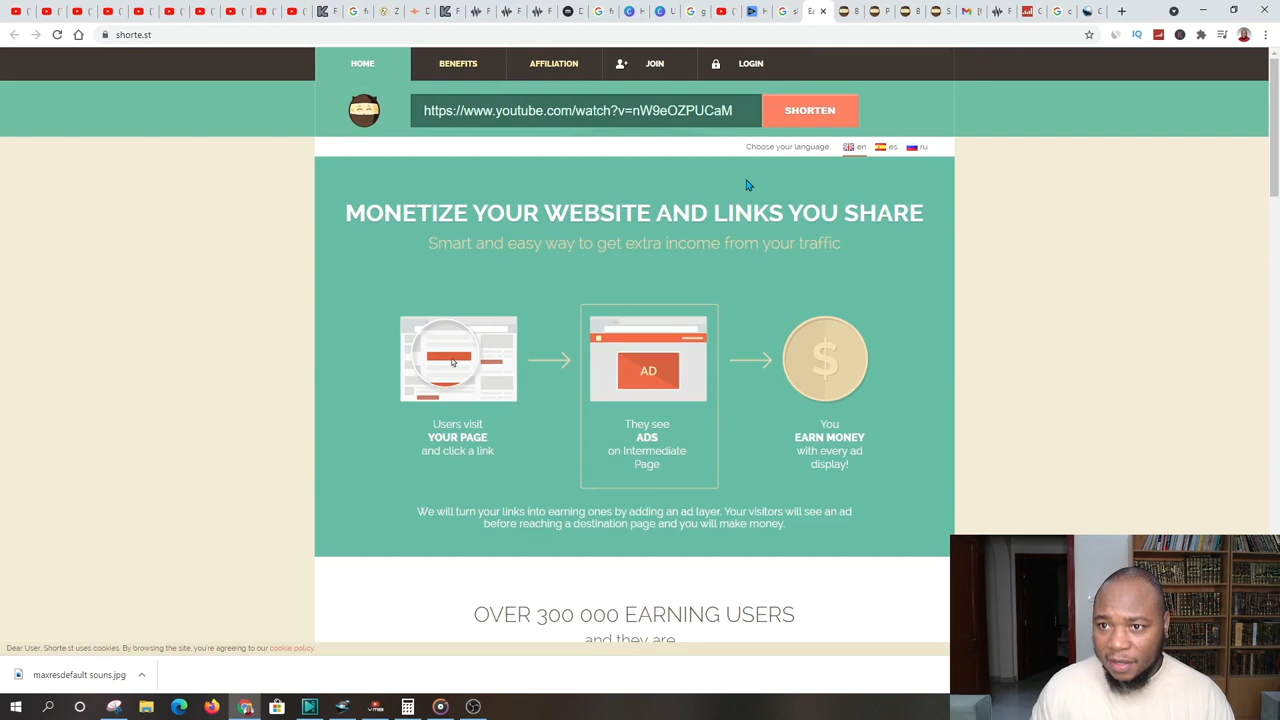 shorte.st
HOME
BENEFITS
AFFILIATION
JOIN
LOGIN
https://www.youtube.com/watch?v=nW9eOZPUCaM
SHORTEN
Choose your language:
en
es
ru
MONETIZE YOUR WEBSITE AND LINKS YOU SHARE
Smart and easy way to get extra income from your traffic
AD
$
Users visit
YOUR PAGE
and click a link
They see
ADS
on Intermediate
Page
You
EARN MONEY
with every ad
display!
We will turn your links into earning ones by adding an ad layer. Your visitors will see an ad
before reaching a destination page and you will make money.
OVER 300 000 EARNING USERS
and they are
Dear User, Shorte.st uses cookies. By browsing the site, you're agreeing to our cookie policy.
maxresdefault souns.jpg